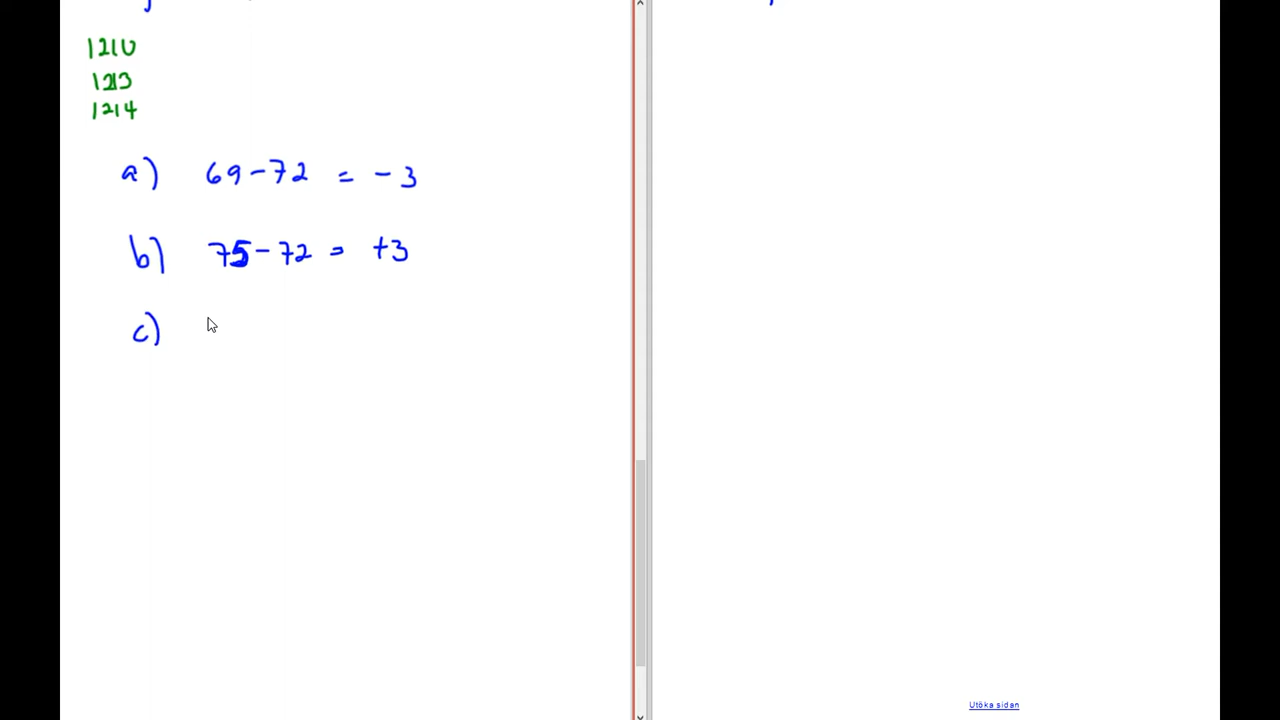 1210
1213
1214
a) 69-72 = -3
b) 75-72 = +3
c)
Utöka sidan